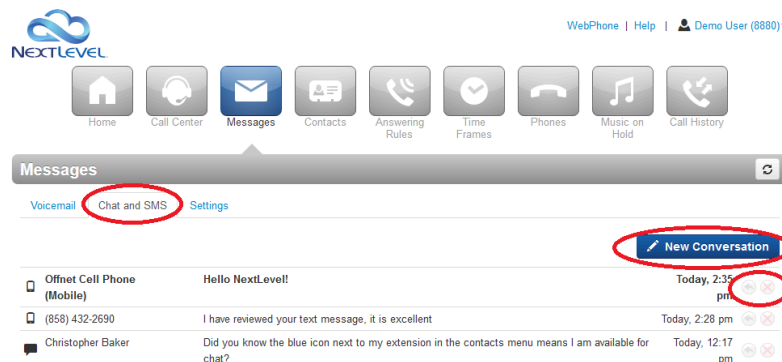 WebPhone | Help | Demo User (8880)
NEXTLEVEL
Home
Call Center
Messages
Contacts
Answering
Rules
Time
Frames
Phones
Music on
Hold
Call History
Messages
Voicemail
Chat and SMS
Settings
New Conversation
Offnet Cell Phone
(Mobile)
Hello NextLevel!
Today, 2:35
pm
(858) 432-2690
I have reviewed your text message, it is excellent
Today, 2:28 pm
Christopher Baker
Did you know the blue icon next to my extension in the contacts menu means I am available for
chat?
Today, 12:17
pm